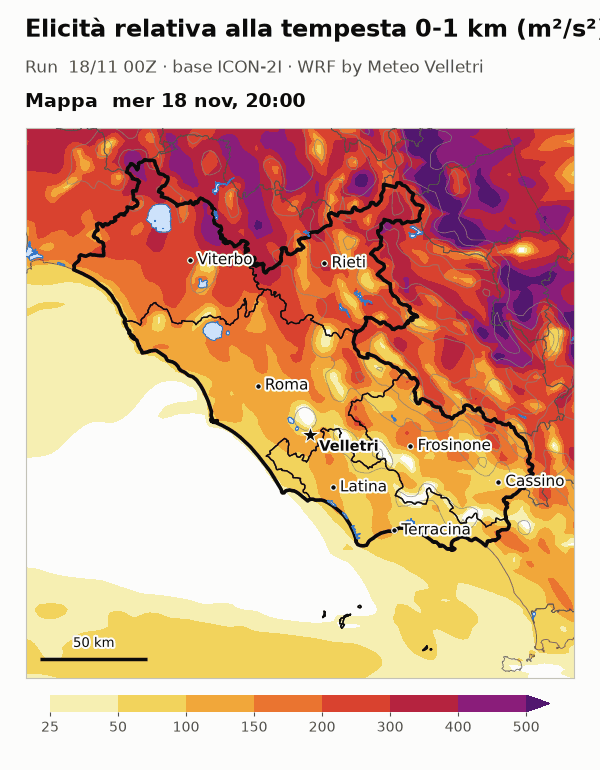 Elicità relativa alla tempesta 0-1 km (m²/s²)
Run  18/11 00Z · base ICON-2I · WRF by Meteo Velletri
Mappa  mer 18 nov, 20:00
Viterbo
Rieti
Roma
Velletri
Frosinone
Cassino
Latina
Terracina
50 km
25 50 100 150 200 300 400 500